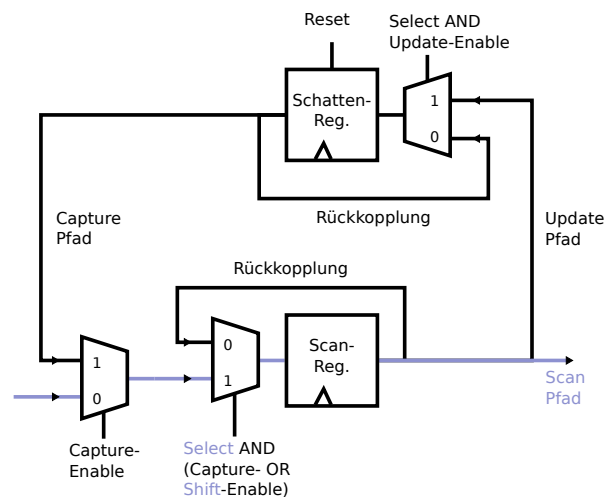 Reset
Select AND
Update-Enable
Schatten-
Reg.
1
0
Rückkopplung
Capture
Pfad
Update
Pfad
Rückkopplung
1
0
0
1
Scan-
Reg.
Scan
Pfad
Capture-
Enable
Select AND
(Capture- OR
Shift-Enable)